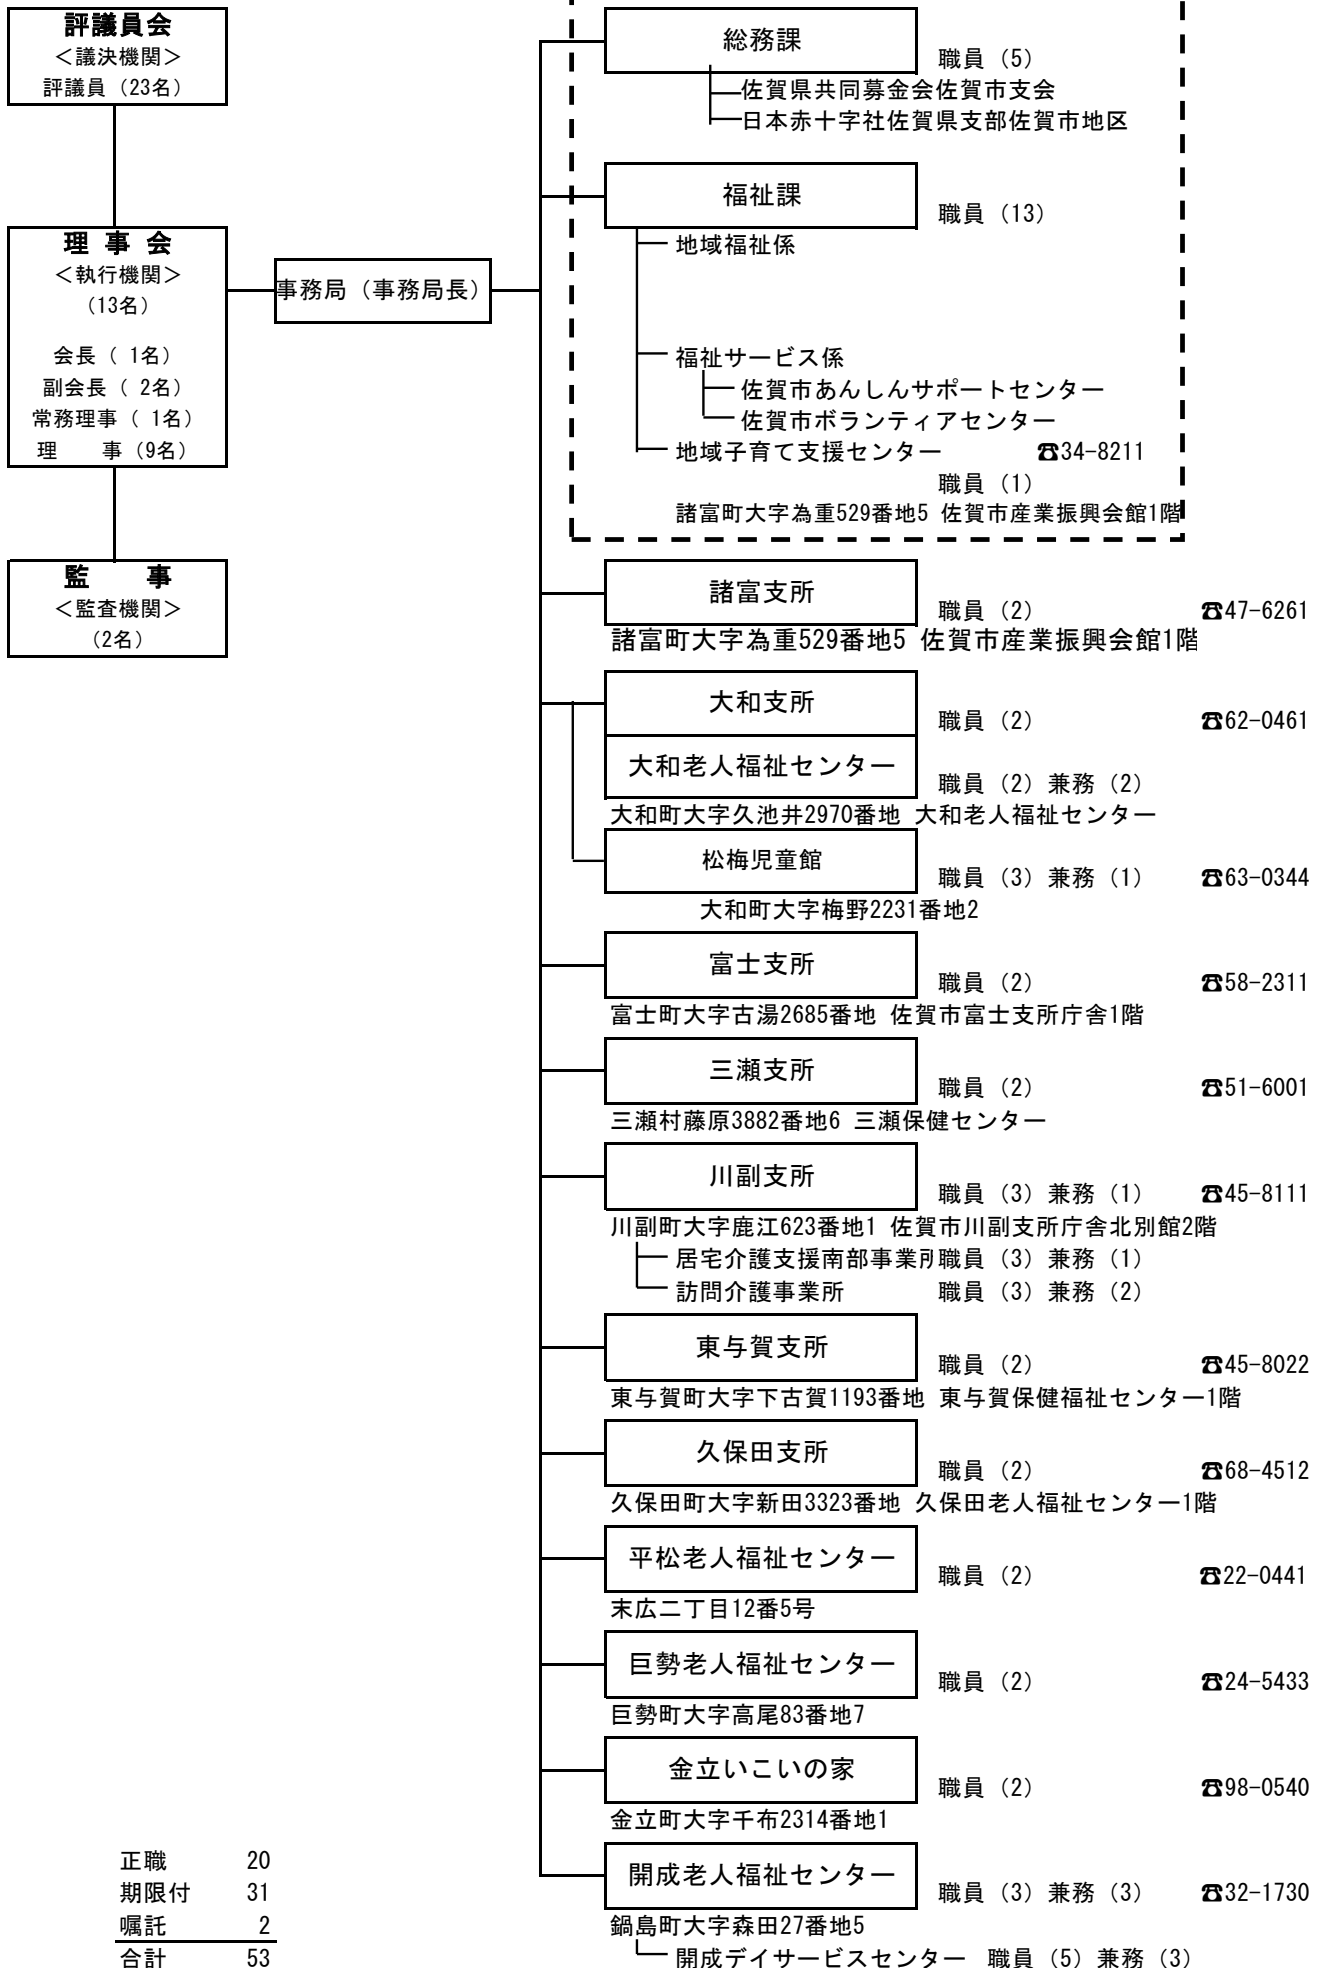 評議員会
<議決機関>
評議員（23名）
理 事 会
<執行機関>
（13名）
会長（ 1名）
副会長（ 2名）
常務理事（ 1名）
理　　事（9名）
監　　事
<監査機関>
（2名）
事務局（事務局長）
総務課
職員（5）
佐賀県共同募金会佐賀市支会
日本赤十字社佐賀県支部佐賀市地区
福祉課
職員（13）
地域福祉係
福祉サービス係
佐賀市あんしんサポートセンター
佐賀市ボランティアセンター
地域子育て支援センター ☎34-8211
職員（1）
諸富町大字為重529番地5 佐賀市産業振興会館1階
諸富支所
職員（2） ☎47-6261
諸富町大字為重529番地5 佐賀市産業振興会館1階
大和支所
職員（2） ☎62-0461
大和老人福祉センター
職員（2）兼務（2）
大和町大字久池井2970番地 大和老人福祉センター
松梅児童館
職員（3）兼務（1） ☎63-0344
大和町大字梅野2231番地2
富士支所
職員（2） ☎58-2311
富士町大字古湯2685番地 佐賀市富士支所庁舎1階
三瀬支所
職員（2） ☎51-6001
三瀬村藤原3882番地6 三瀬保健センター
川副支所
職員（3）兼務（1） ☎45-8111
川副町大字鹿江623番地1 佐賀市川副支所庁舎北別館2階
居宅介護支援南部事業所 職員（3）兼務（1）
訪問介護事業所 職員（3）兼務（2）
東与賀支所
職員（2） ☎45-8022
東与賀町大字下古賀1193番地 東与賀保健福祉センター1階
久保田支所
職員（2） ☎68-4512
久保田町大字新田3323番地 久保田老人福祉センター1階
平松老人福祉センター
職員（2） ☎22-0441
末広二丁目12番5号
巨勢老人福祉センター
職員（2） ☎24-5433
巨勢町大字高尾83番地7
金立いこいの家
職員（2） ☎98-0540
金立町大字千布2314番地1
開成老人福祉センター
職員（3）兼務（3） ☎32-1730
鍋島町大字森田27番地5
開成デイサービスセンター 職員（5）兼務（3）
正職 20
期限付 31
嘱託 2
合計 53